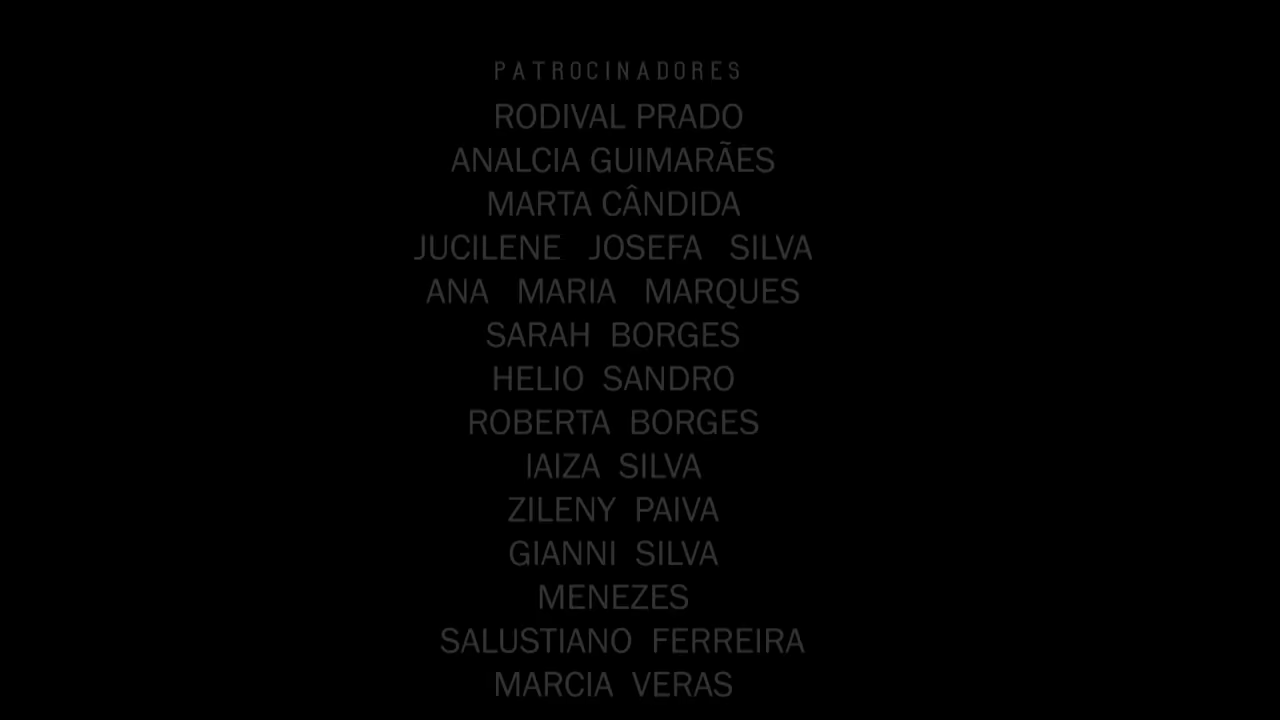 PATROCINADORES
RODIVAL PRADO
ANALCIA GUIMARÃES
MARTA CÂNDIDA
JUCILENE JOSEFA SILVA
ANA MARIA MARQUES
SARAH BORGES
HELIO SANDRO
ROBERTA BORGES
IAIZA SILVA
ZILENY PAIVA
GIANNI SILVA
MENEZES
SALUSTIANO FERREIRA
MARCIA VERAS